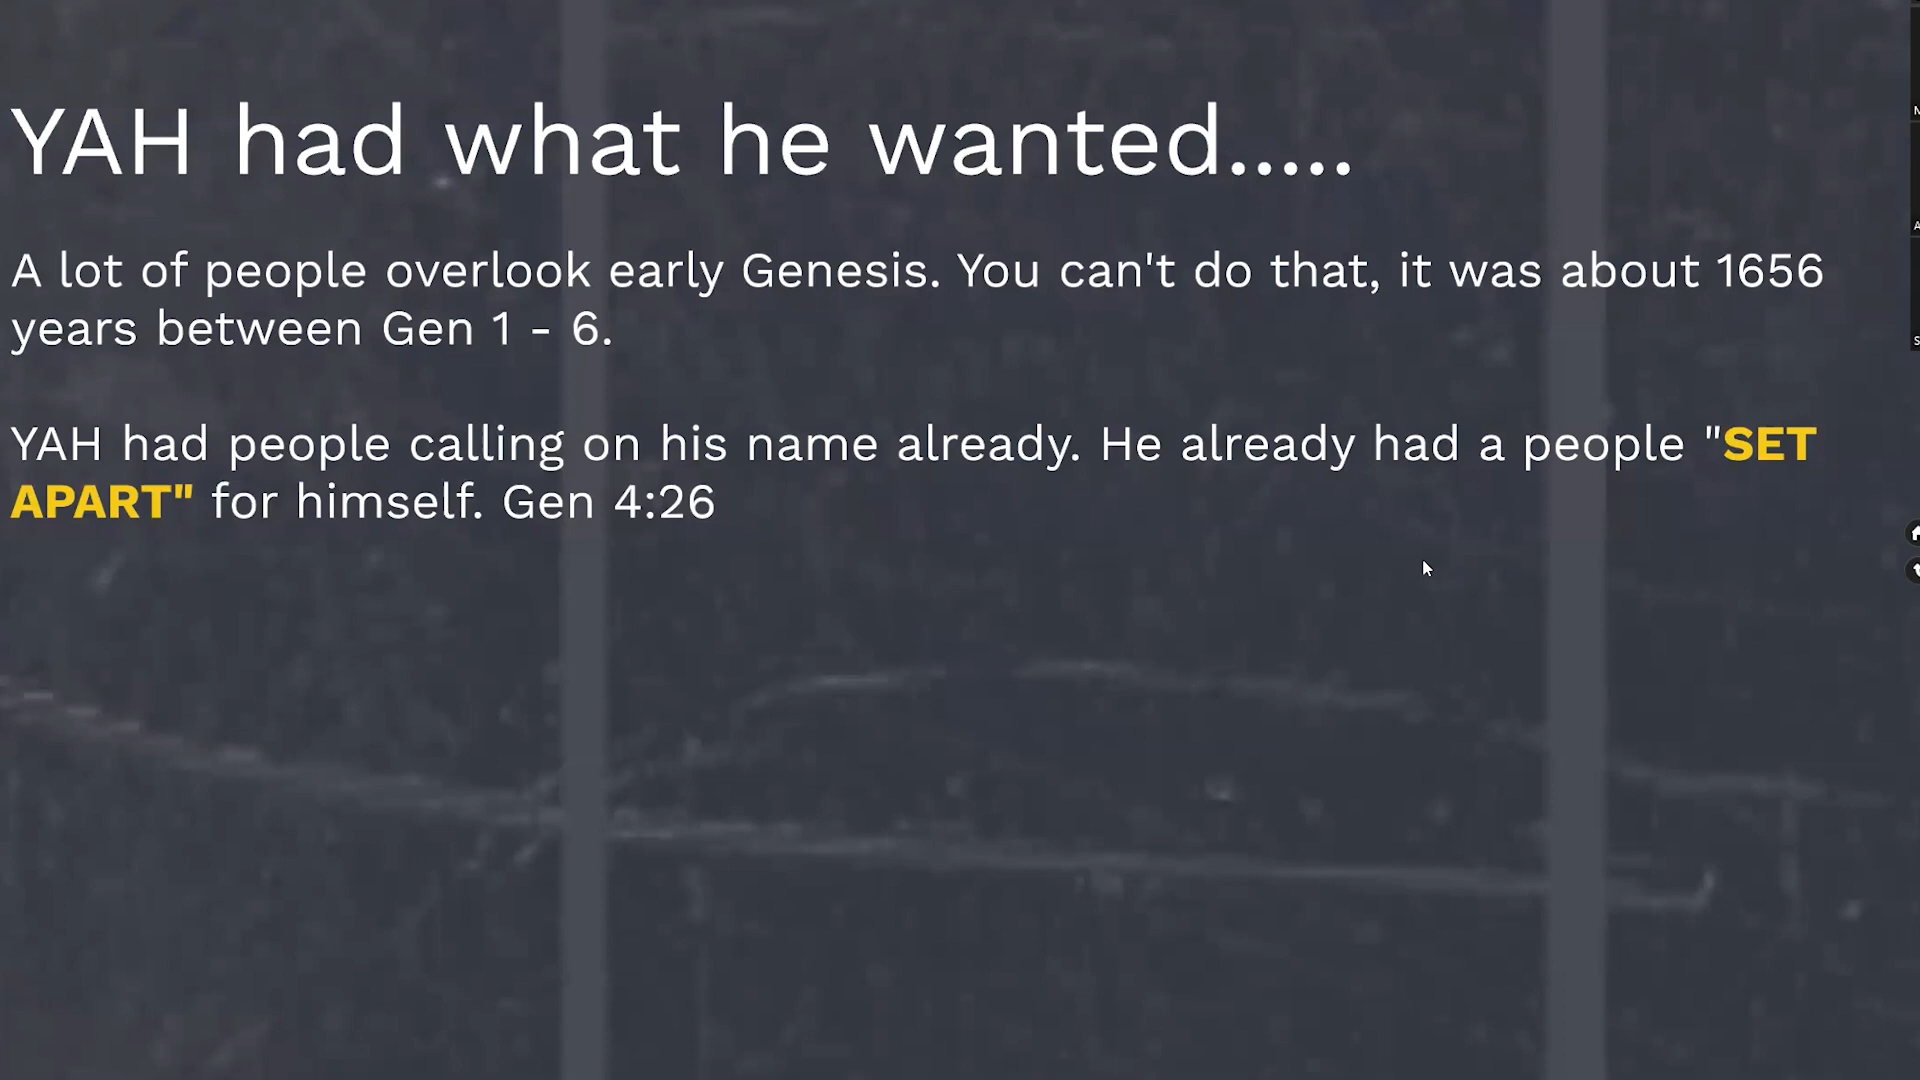 YAH had what he wanted.....
A lot of people overlook early Genesis. You can't do that, it was about 1656
years between Gen 1 - 6.
YAH had people calling on his name already. He already had a people "SET
APART" for himself. Gen 4:26